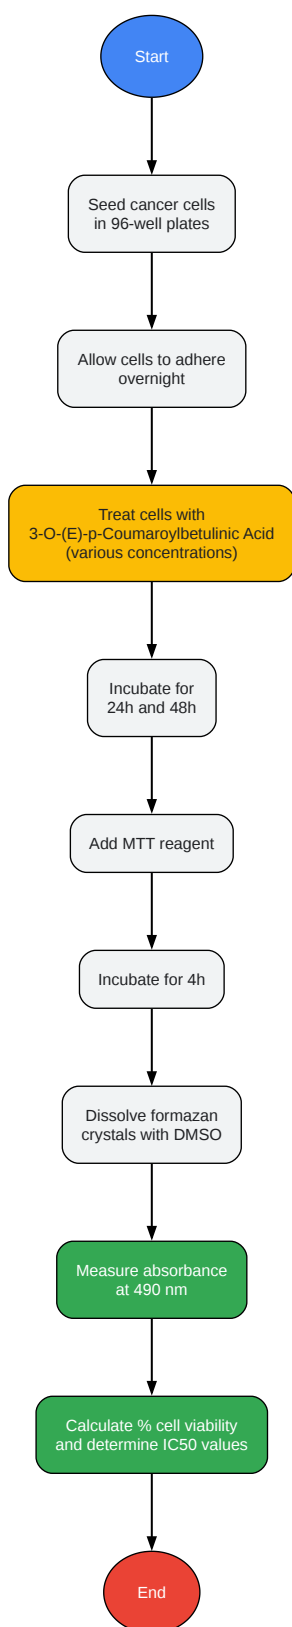 Start
Seed cancer cells
in 96-well plates
Allow cells to adhere
overnight
Treat cells with
3-O-(E)-p-Coumaroylbetulinic Acid
(various concentrations)
Incubate for
24h and 48h
Add MTT reagent
Incubate for 4h
Dissolve formazan
crystals with DMSO
Measure absorbance
at 490 nm
Calculate % cell viability
and determine IC50 values
End